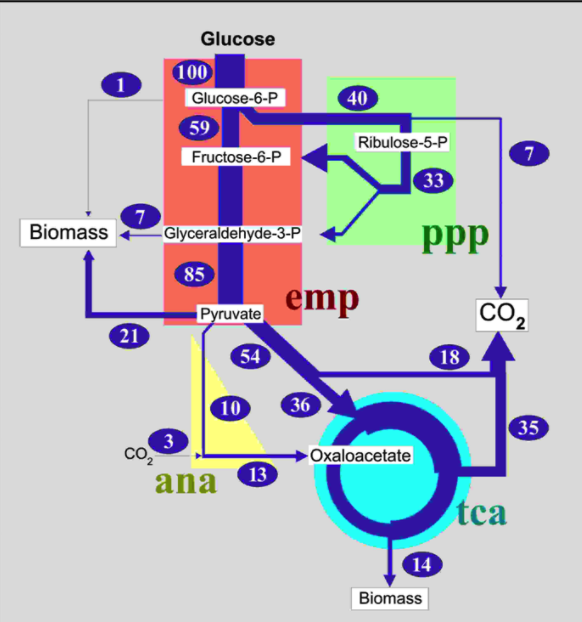 Glucose
100
1
Glucose-6-P
40
59
Ribulose-5-P
Fructose-6-P
7
33
7
Biomass
Glyceraldehyde-3-P
ppp
85
emp
Pyruvate
CO2
21
54
18
36
10
35
3
CO2
Oxaloacetate
13
ana
tca
14
Biomass